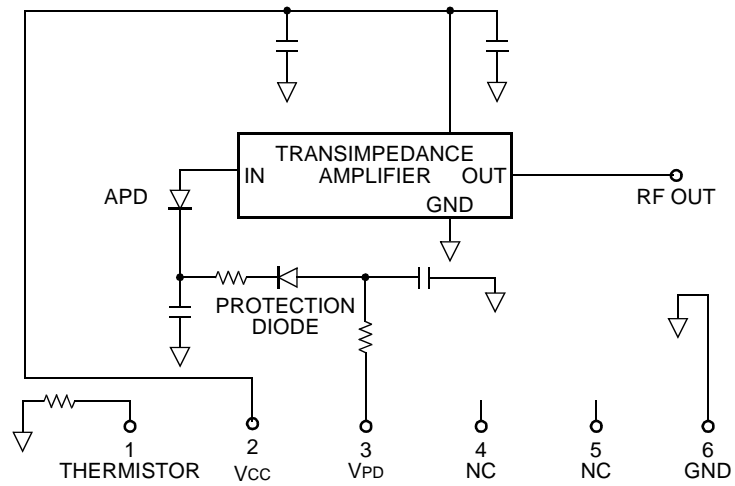 TRANSIMPEDANCE
AMPLIFIER
IN
OUT
GND
APD
RF OUT
PROTECTION
DIODE
1
THERMISTOR
2
VCC
3
VPD
4
NC
5
NC
6
GND